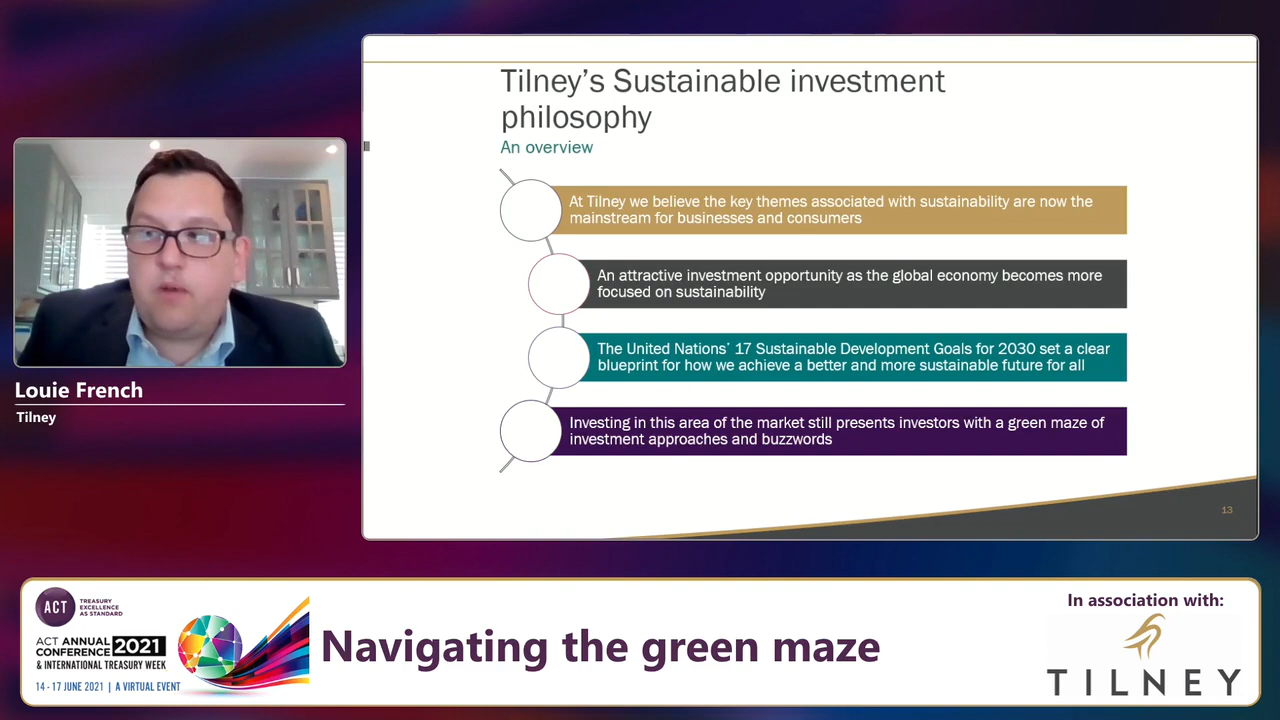 Tilney’s Sustainable investment
philosophy
An overview
At Tilney we believe the key themes associated with sustainability are now the
mainstream for businesses and consumers
An attractive investment opportunity as the global economy becomes more
focused on sustainability
The United Nations’ 17 Sustainable Development Goals for 2030 set a clear
blueprint for how we achieve a better and more sustainable future for all
Investing in this area of the market still presents investors with a green maze of
investment approaches and buzzwords
13
Louie French
Tilney
ACT
TREASURY
EXCELLENCE
AS STANDARD
ACT ANNUAL
CONFERENCE 2021
& INTERNATIONAL TREASURY WEEK
14 - 17 JUNE 2021 | A VIRTUAL EVENT
Navigating the green maze
In association with:
TILNEY